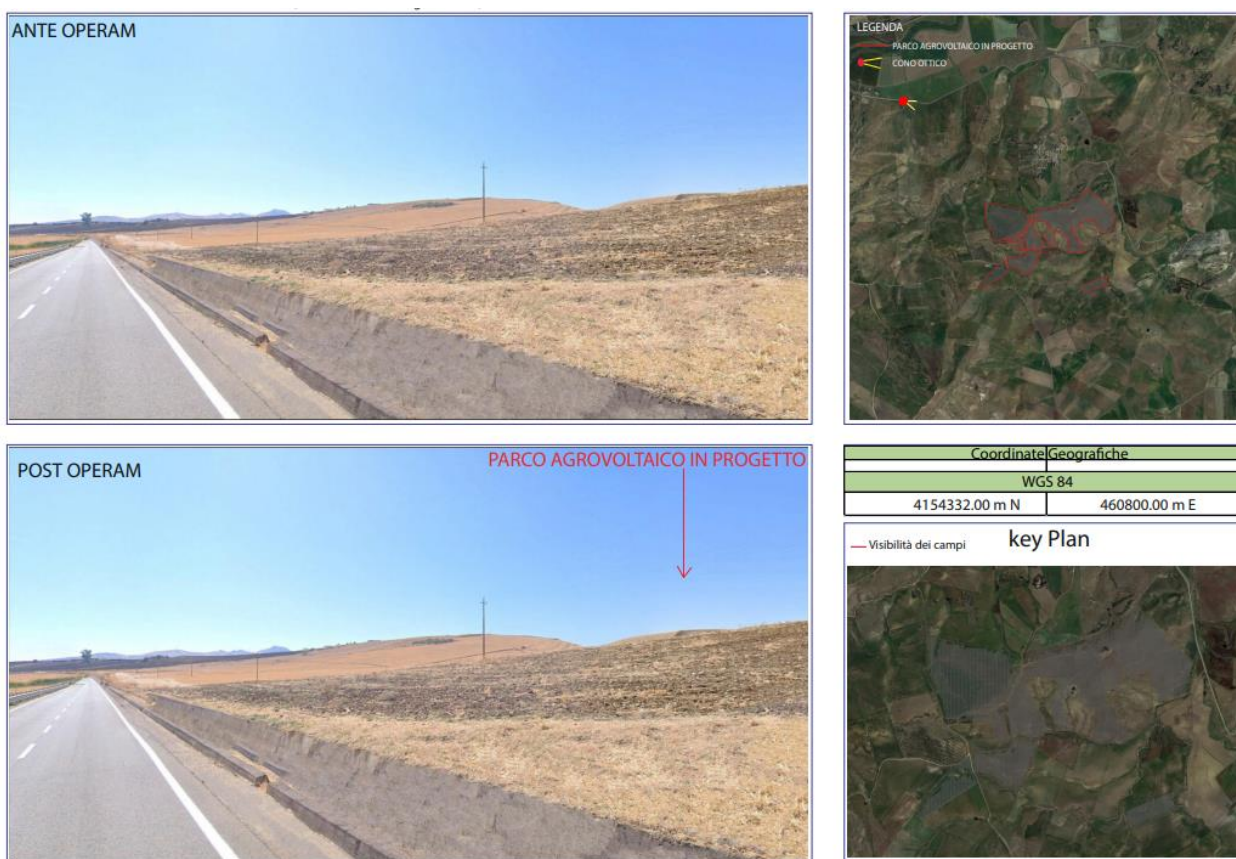 ANTE OPERAM
LEGENDA
PARCO AGROVOLTAICO IN PROGETTO
CONO OTTICO
POST OPERAM
PARCO AGROVOLTAICO IN PROGETTO
Coordinate Geografiche
WGS 84
4154332.00 m N 460800.00 m E
Visibilità dei campi
key Plan